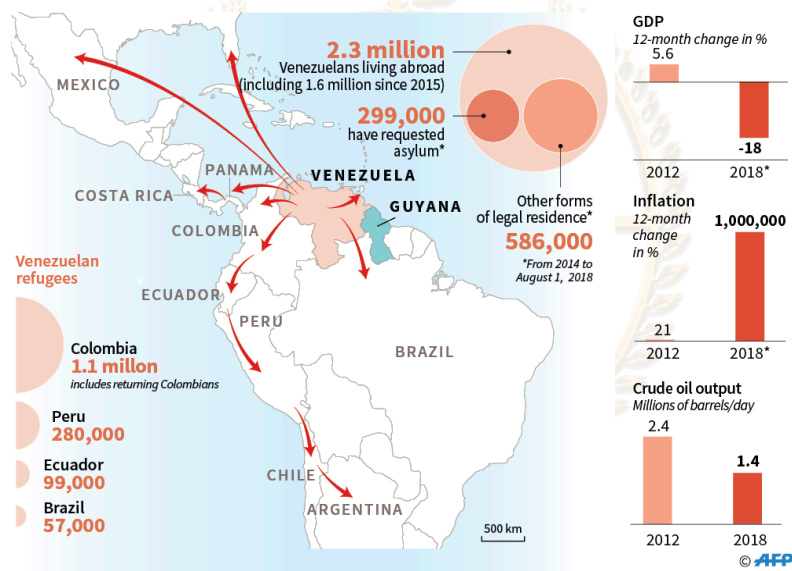 2.3 million
Venezuelans living abroad
(including 1.6 million since 2015)
299,000
have requested
asylum*
Other forms
of legal residence*
586,000
*From 2014 to
August 1, 2018
MEXICO
PANAMA
COSTA RICA
VENEZUELA
GUYANA
COLOMBIA
ECUADOR
PERU
BRAZIL
CHILE
ARGENTINA
500 km
Venezuelan
refugees
Colombia
1.1 millon
includes returning Colombians
Peru
280,000
Ecuador
99,000
Brazil
57,000
GDP
12-month change in %
5.6
-18
2012
2018*
Inflation
12-month
change
in %
1,000,000
21
2012
2018*
Crude oil output
Millions of barrels/day
2.4
1.4
2012
2018
© AFP